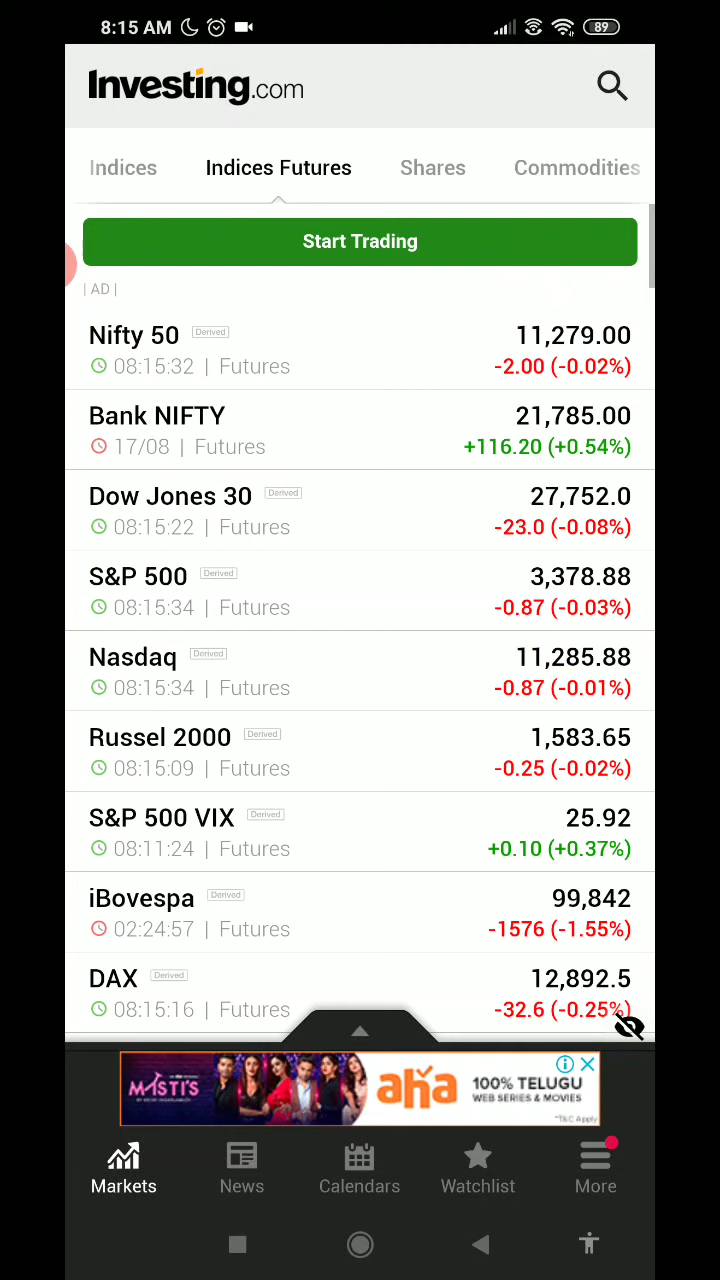 8:15 AM 89
Investing.com
Indices Indices Futures Shares Commodities
Start Trading
| AD |
Nifty 50 Derived 11,279.00
08:15:32 | Futures -2.00 (-0.02%)
Bank NIFTY 21,785.00
17/08 | Futures +116.20 (+0.54%)
Dow Jones 30 Derived 27,752.0
08:15:22 | Futures -23.0 (-0.08%)
S&P 500 Derived 3,378.88
08:15:34 | Futures -0.87 (-0.03%)
Nasdaq Derived 11,285.88
08:15:34 | Futures -0.87 (-0.01%)
Russel 2000 Derived 1,583.65
08:15:09 | Futures -0.25 (-0.02%)
S&P 500 VIX Derived 25.92
08:11:24 | Futures +0.10 (+0.37%)
iBovespa Derived 99,842
02:24:57 | Futures -1576 (-1.55%)
DAX Derived 12,892.5
08:15:16 | Futures -32.6 (-0.25%)
MASTI'S
aha
100% TELUGU
WEB SERIES & MOVIES
*T&C Apply
Markets News Calendars Watchlist More